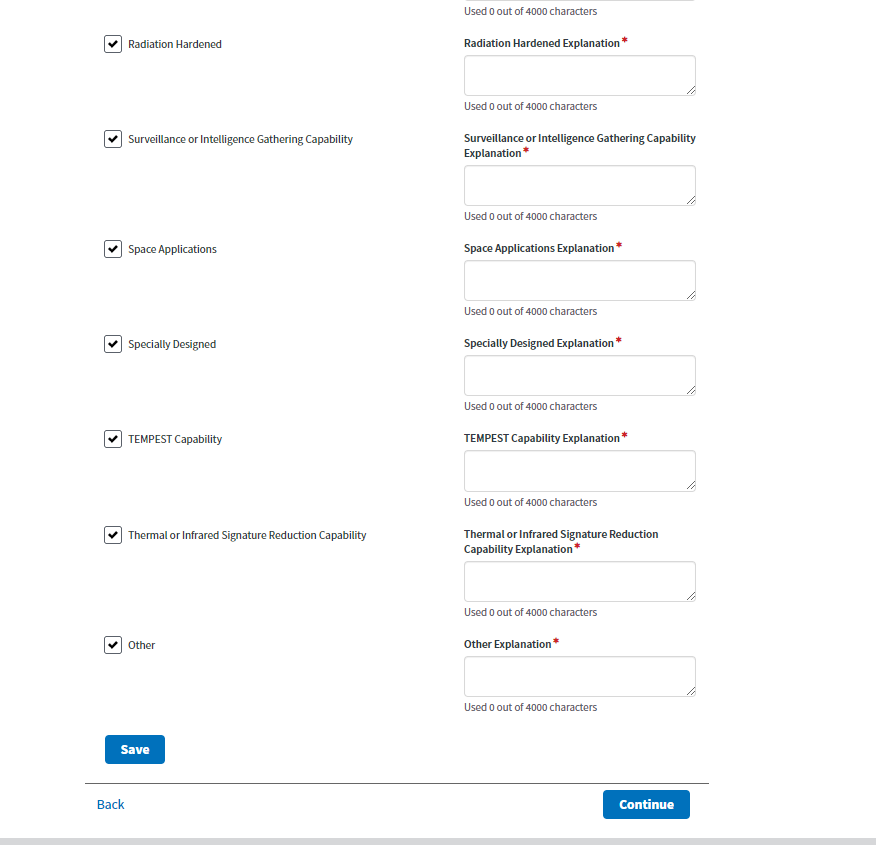 Used 0 out of 4000 characters
Radiation Hardened
Radiation Hardened Explanation*
Used 0 out of 4000 characters
Surveillance or Intelligence Gathering Capability
Surveillance or Intelligence Gathering Capability
Explanation*
Used 0 out of 4000 characters
Space Applications
Space Applications Explanation*
Used 0 out of 4000 characters
Specially Designed
Specially Designed Explanation*
Used 0 out of 4000 characters
TEMPEST Capability
TEMPEST Capability Explanation*
Used 0 out of 4000 characters
Thermal or Infrared Signature Reduction Capability
Thermal or Infrared Signature Reduction
Capability Explanation*
Used 0 out of 4000 characters
Other
Other Explanation*
Used 0 out of 4000 characters
Save
Back
Continue